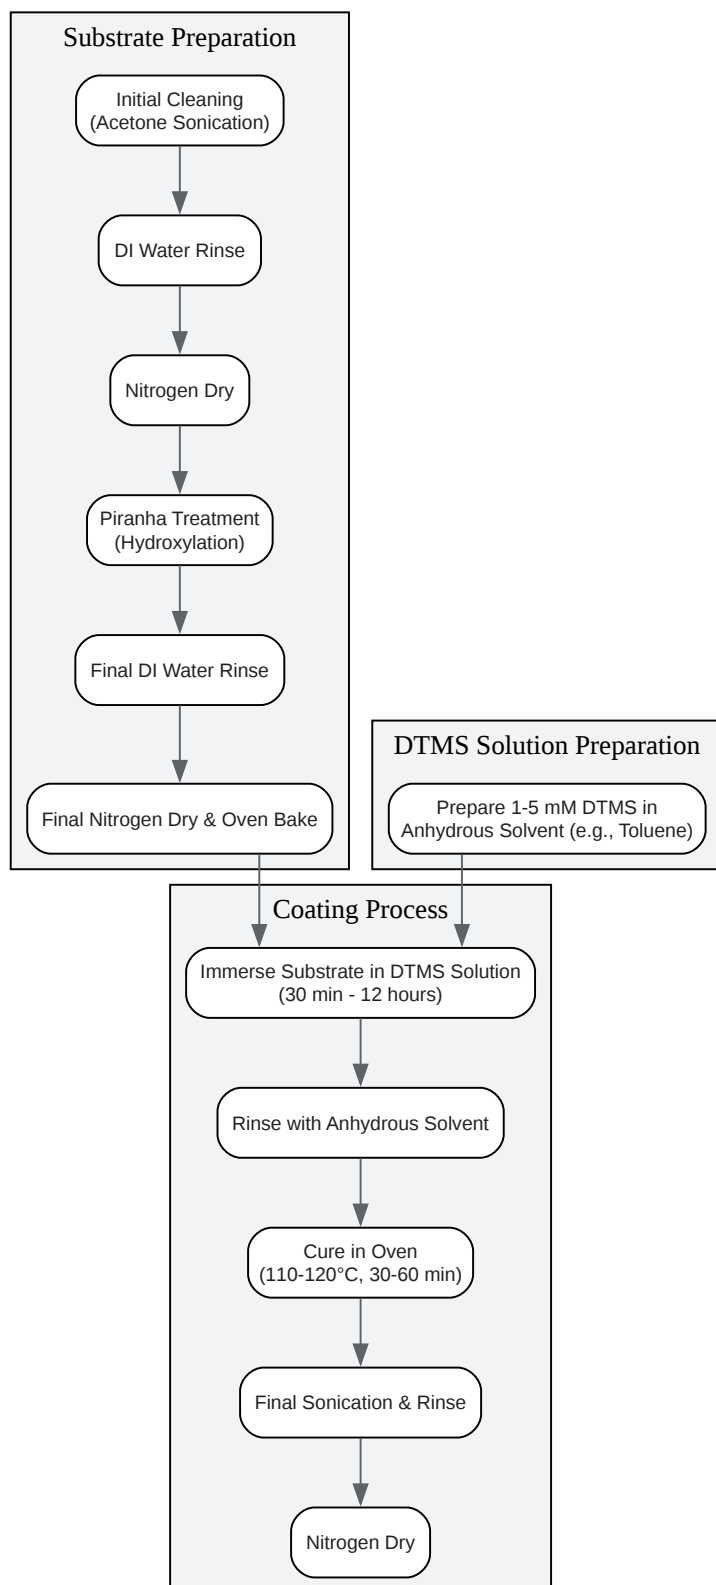 Substrate Preparation
Initial Cleaning
(Acetone Sonication)
DI Water Rinse
Nitrogen Dry
Piranha Treatment
(Hydroxylation)
Final DI Water Rinse
Final Nitrogen Dry & Oven Bake
DTMS Solution Preparation
Prepare 1-5 mM DTMS in
Anhydrous Solvent (e.g., Toluene)
Coating Process
Immerse Substrate in DTMS Solution
(30 min - 12 hours)
Rinse with Anhydrous Solvent
Cure in Oven
(110-120°C, 30-60 min)
Final Sonication & Rinse
Nitrogen Dry